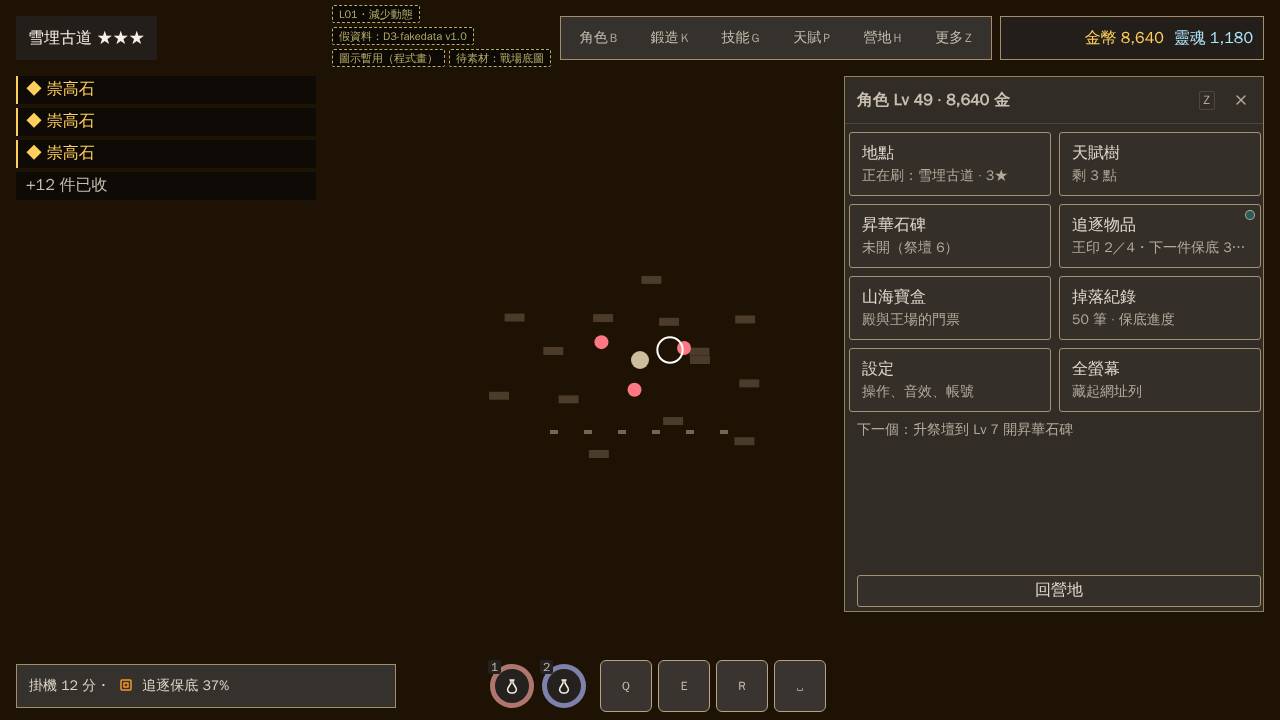 雪埋古道 ★★★
L01・減少動態
假資料：D3-fakedata v1.0
圖示暫用（程式畫） 待素材：戰場底圖
角色B 鍛造K 技能G 天賦P 營地H 更多Z
金幣 8,640 靈魂 1,180
◆ 崇高石
◆ 崇高石
◆ 崇高石
+12 件已收
角色 Lv 49 · 8,640 金 Z ×
地點
正在刷：雪埋古道 · 3★
天賦樹
剩 3 點
昇華石碑
未開（祭壇 6）
追逐物品
王印 2／4・下一件保底 3…
山海寶盒
殿與王場的門票
掉落紀錄
50 筆 · 保底進度
設定
操作、音效、帳號
全螢幕
藏起網址列
下一個：升祭壇到 Lv 7 開昇華石碑
回營地
掛機 12 分・ 追逐保底 37%
1 2 Q E R ⎵